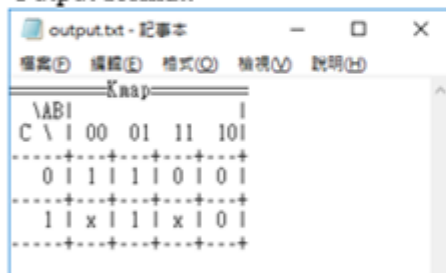 output.txt - 記事本
檔案(F) 編輯(E) 格式(O) 檢視(V) 說明(H)
=====Kmap=====
\AB|          |
C \ | 00  01  11  10|
-----+---+---+---+---+
0 | 1 | 1 | 0 | 0 |
-----+---+---+---+---+
1 | x | 1 | x | 0 |
-----+---+---+---+---+